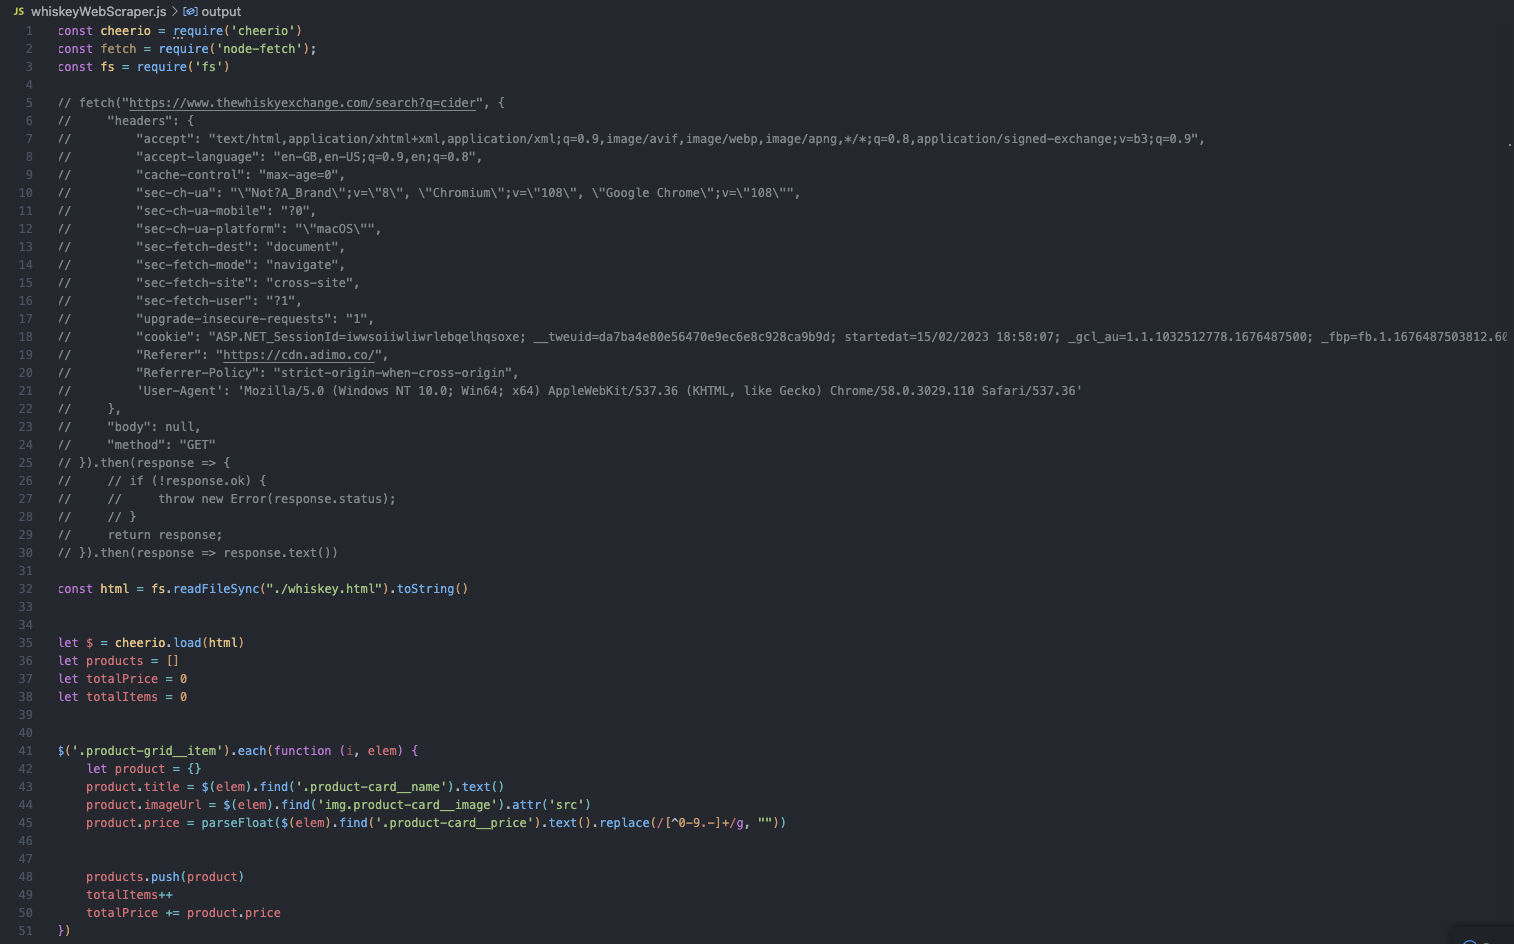 JS whiskeyWebScraper.js > output
1 const cheerio = require('cheerio')
2 const fetch = require('node-fetch');
3 const fs = require('fs')
4
5 // fetch("https://www.thewhiskyexchange.com/search?q=cider", {
6 //     "headers": {
7 //         "accept": "text/html,application/xhtml+xml,application/xml;q=0.9,image/avif,image/webp,image/apng,*/*;q=0.8,application/signed-exchange;v=b3;q=0.9",
8 //         "accept-language": "en-GB,en-US;q=0.9,en;q=0.8",
9 //         "cache-control": "max-age=0",
10 //         "sec-ch-ua": "\"Not?A_Brand\";v=\"8\", \"Chromium\";v=\"108\", \"Google Chrome\";v=\"108\"",
11 //         "sec-ch-ua-mobile": "?0",
12 //         "sec-ch-ua-platform": "\"macOS\"",
13 //         "sec-fetch-dest": "document",
14 //         "sec-fetch-mode": "navigate",
15 //         "sec-fetch-site": "cross-site",
16 //         "sec-fetch-user": "?1",
17 //         "upgrade-insecure-requests": "1",
18 //         "cookie": "ASP.NET_SessionId=iwwsoiiwliwrlebqelhqsoxe; __tweuid=da7ba4e80e56470e9ec6e8c928ca9b9d; startedat=15/02/2023 18:58:07; _gcl_au=1.1.1032512778.1676487500; _fbp=fb.1.1676487503812.60
19 //         "Referer": "https://cdn.adimo.co/",
20 //         "Referrer-Policy": "strict-origin-when-cross-origin",
21 //         'User-Agent': 'Mozilla/5.0 (Windows NT 10.0; Win64; x64) AppleWebKit/537.36 (KHTML, like Gecko) Chrome/58.0.3029.110 Safari/537.36'
22 //     },
23 //     "body": null,
24 //     "method": "GET"
25 // }).then(response => {
26 //     // if (!response.ok) {
27 //     //     throw new Error(response.status);
28 //     // }
29 //     return response;
30 // }).then(response => response.text())
31
32 const html = fs.readFileSync("./whiskey.html").toString()
33
34
35 let $ = cheerio.load(html)
36 let products = []
37 let totalPrice = 0
38 let totalItems = 0
39
40
41 $('.product-grid__item').each(function (i, elem) {
42     let product = {}
43     product.title = $(elem).find('.product-card__name').text()
44     product.imageUrl = $(elem).find('img.product-card__image').attr('src')
45     product.price = parseFloat($(elem).find('.product-card__price').text().replace(/[^0-9.-]+/g, ""))
46
47
48     products.push(product)
49     totalItems++
50     totalPrice += product.price
51 })